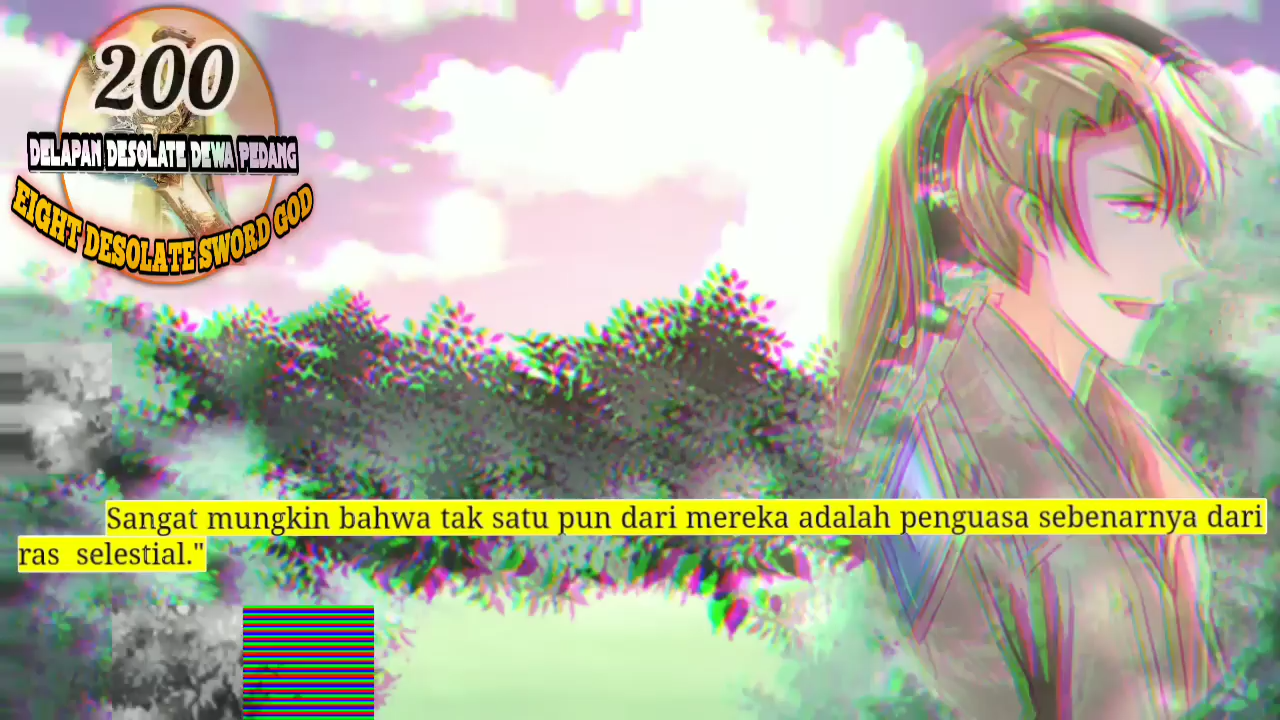 200
DELAPAN DESOLATE DEWA PEDANG
EIGHT DESOLATE SWORD GOD
Sangat mungkin bahwa tak satu pun dari mereka adalah penguasa sebenarnya dari
ras selestial."